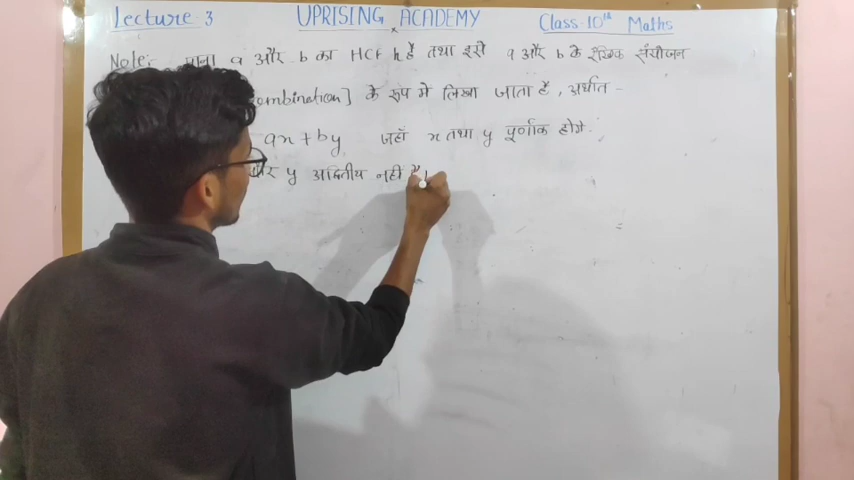 Lecture 3 UPRISING ACADEMY Class-10th Maths
Note:- माना a और b का HCF h है तथा इसे a और b के रैखिक संयोजन
combination] के रूप में लिखा जाता है, अर्थात -
ax+by जहाँ x तथा y पूर्णांक होंगे.
और y अद्वितीय नहीं है